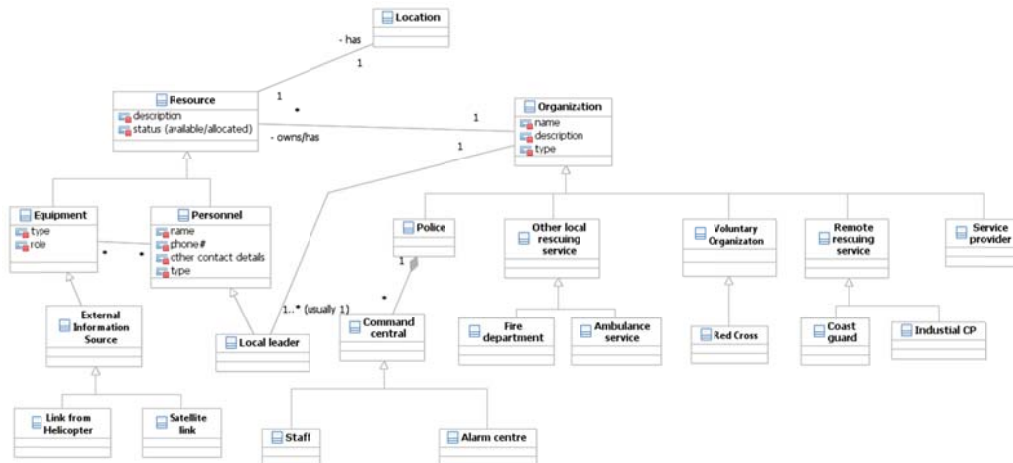 Location
- has
1
1
Resource
description
status (available/allocated)
*
- owns/has
1
1
Organization
name
description
type
Equipment
type
role
*
*
Personnel
name
phone#
other contact details
type
Police
1
*
Other local
rescuing
service
Voluntary
Organizaton
Remote
rescuing
service
Service
provider
External
Information
Source
Local leader
1..* (usually 1)
Command
central
Fire
department
Ambulance
service
Red Cross
Coast
guard
Industial CP
Link from
Helicopter
Satellite
link
Staff
Alarm centre